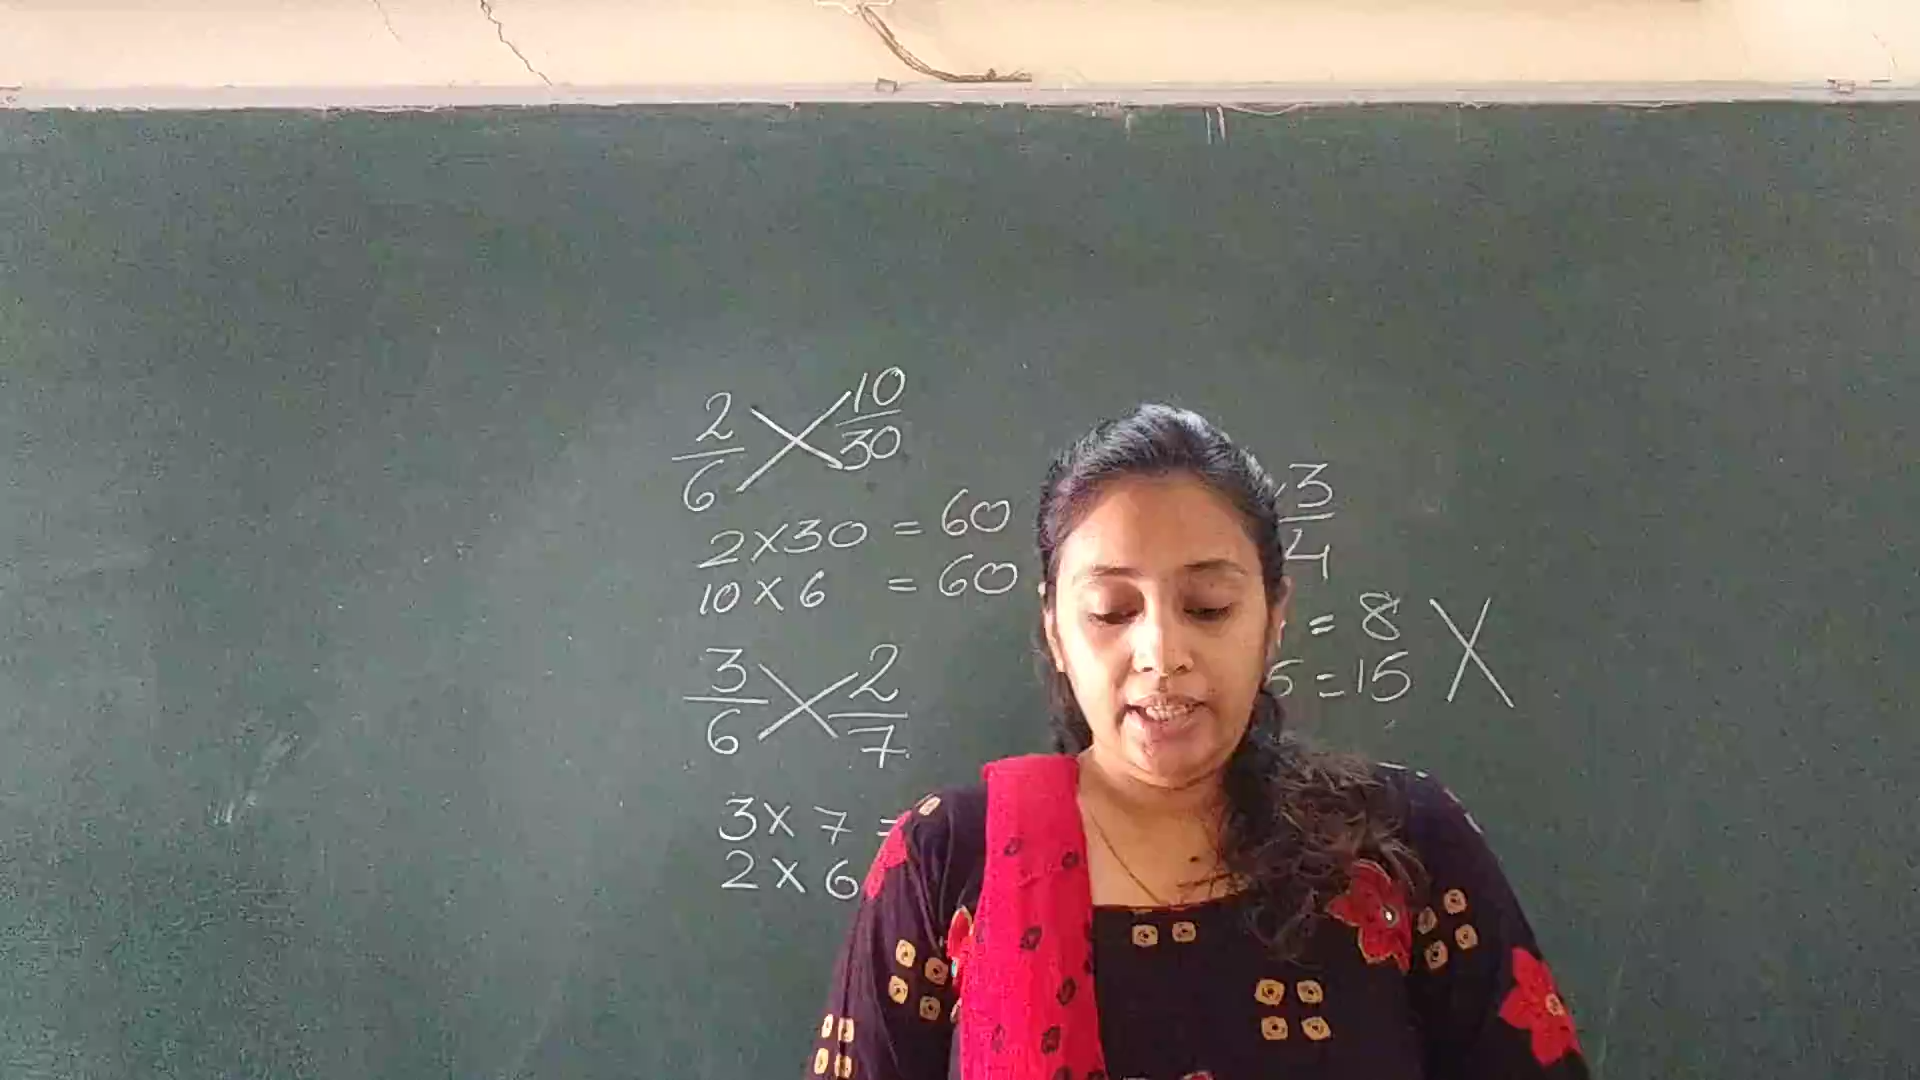 2/6 X 10/30
2 x 30 = 60
10 x 6 = 60
3/6 X 2/7
3 x 7 =
2 x 6
3/4
= 8
5 = 15 X